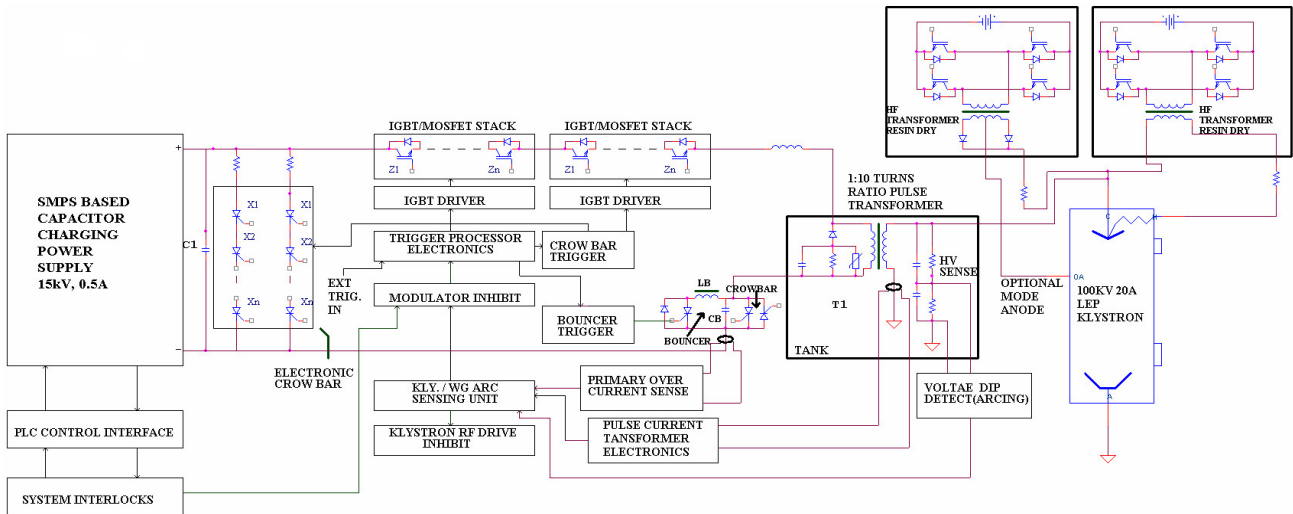 SMPS BASED
CAPACITOR
CHARGING
POWER
SUPPLY
15kV, 0.5A
+
−
C1
X1
X2
Xn
X1
X2
Xn
ELECTRONIC
CROW BAR
IGBT/MOSFET STACK
Z1
Zn
IGBT/MOSFET STACK
Z1
Zn
IGBT DRIVER
IGBT DRIVER
TRIGGER PROCESSOR
ELECTRONICS
CROW BAR
TRIGGER
EXT
TRIG.
IN
MODULATOR INHIBIT
BOUNCER
TRIGGER
LB
CROWBAR
CB
BOUNCER
KLY. / WG ARC
SENSING UNIT
KLYSTRON RF DRIVE
INHIBIT
PRIMARY OVER
CURRENT SENSE
PULSE CURRENT
TANSFORMER
ELECTRONICS
PLC CONTROL INTERFACE
SYSTEM INTERLOCKS
1:10 TURNS
RATIO PULSE
TRANSFORMER
HV
SENSE
T1
TANK
VOLTAE DIP
DETECT(ARCING)
HF
TRANSFORMER
RESIN DRY
HF
TRANSFORMER
RESIN DRY
OPTIONAL
MODE
ANODE
C
OA
100KV 20A
LEP
KLYSTRON
A